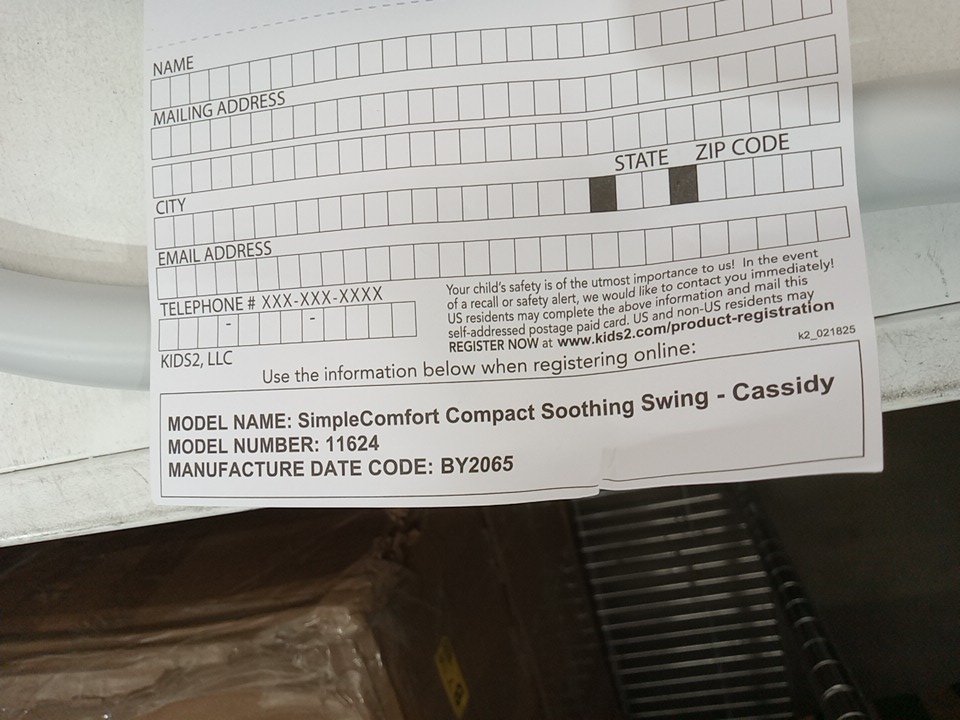 NAME
MAILING ADDRESS
STATE ZIP CODE
CITY
EMAIL ADDRESS
TELEPHONE # XXX-XXX-XXXX
- -
KIDS2, LLC
Your child's safety is of the utmost importance to us! In the event
of a recall or safety alert, we would like to contact you immediately!
US residents may complete the above information and mail this
self-addressed postage paid card. US and non-US residents may
REGISTER NOW at www.kids2.com/product-registration
k2_021825
Use the information below when registering online:
MODEL NAME: SimpleComfort Compact Soothing Swing - Cassidy
MODEL NUMBER: 11624
MANUFACTURE DATE CODE: BY2065